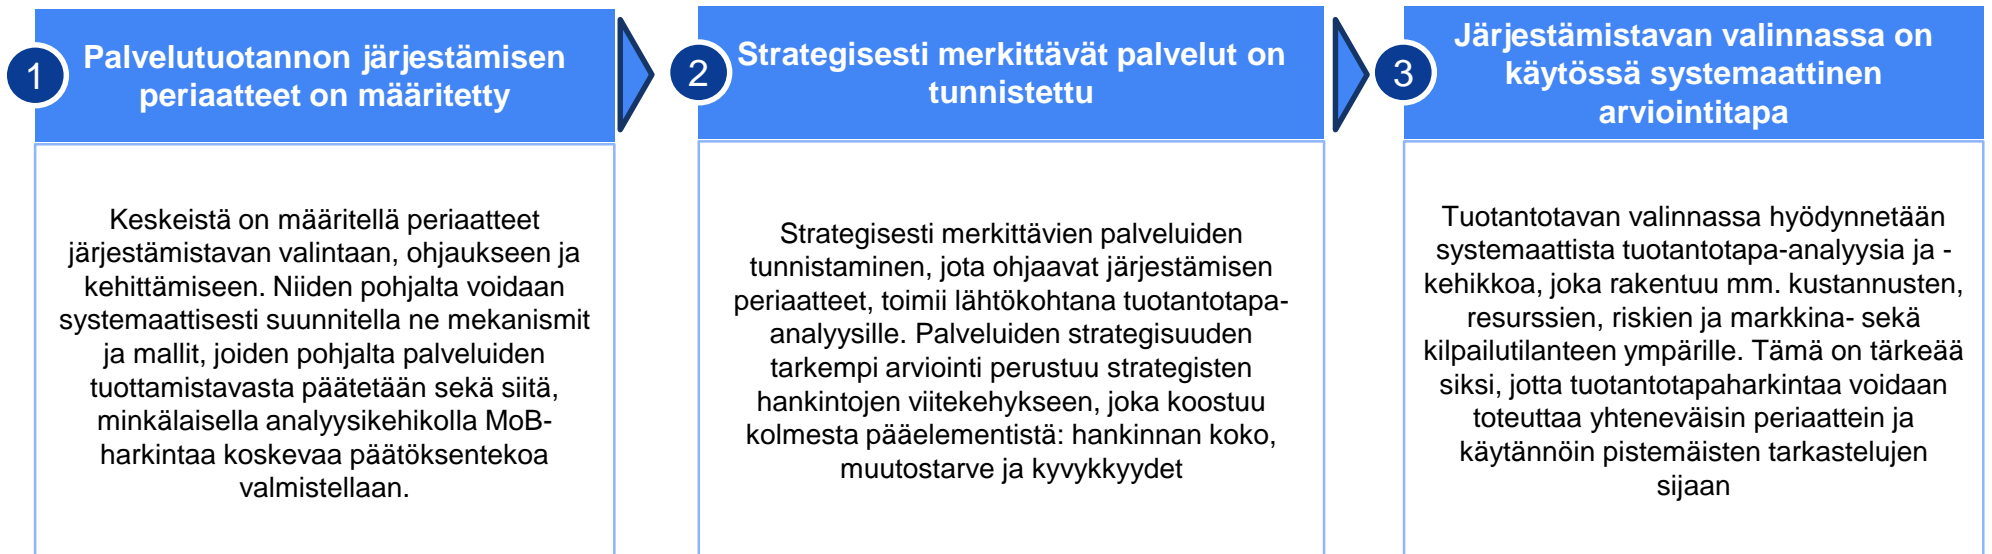 1
Palvelutuotannon järjestämisen
periaatteet on määritetty
Keskeistä on määritellä periaatteet
järjestämistavan valintaan, ohjaukseen ja
kehittämiseen. Niiden pohjalta voidaan
systemaattisesti suunnitella ne mekanismit
ja mallit, joiden pohjalta palveluiden
tuottamistavasta päätetään sekä siitä,
minkälaisella analyysikehikolla MoB-
harkintaa koskevaa päätöksentekoa
valmistellaan.
2
Strategisesti merkittävät palvelut on
tunnistettu
Strategisesti merkittävien palveluiden
tunnistaminen, jota ohjaavat järjestämisen
periaatteet, toimii lähtökohtana tuotantotapa-
analyysille. Palveluiden strategisuuden
tarkempi arviointi perustuu strategisten
hankintojen viitekehykseen, joka koostuu
kolmesta pääelementistä: hankinnan koko,
muutostarve ja kyvykkyydet
3
Järjestämistavan valinnassa on
käytössä systemaattinen
arviointitapa
Tuotantotavan valinnassa hyödynnetään
systemaattista tuotantotapa-analyysia ja -
kehikkoa, joka rakentuu mm. kustannusten,
resurssien, riskien ja markkina- sekä
kilpailutilanteen ympärille. Tämä on tärkeää
siksi, jotta tuotantotapaharkintaa voidaan
toteuttaa yhteneväisin periaattein ja
käytännöin pistemäisten tarkastelujen
sijaan